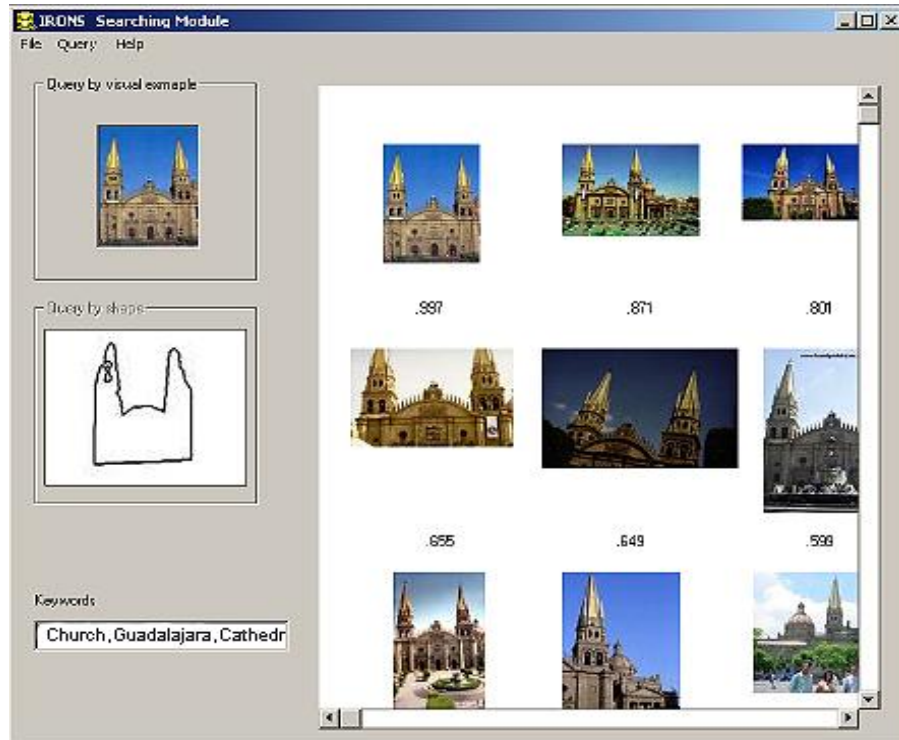 IRONS Searching Module
File Query Help
Query by visual exmaple
.997 .871 .801
Query by shape
.655 .649 .599
Keywords
Church,Guadalajara,Cathedr